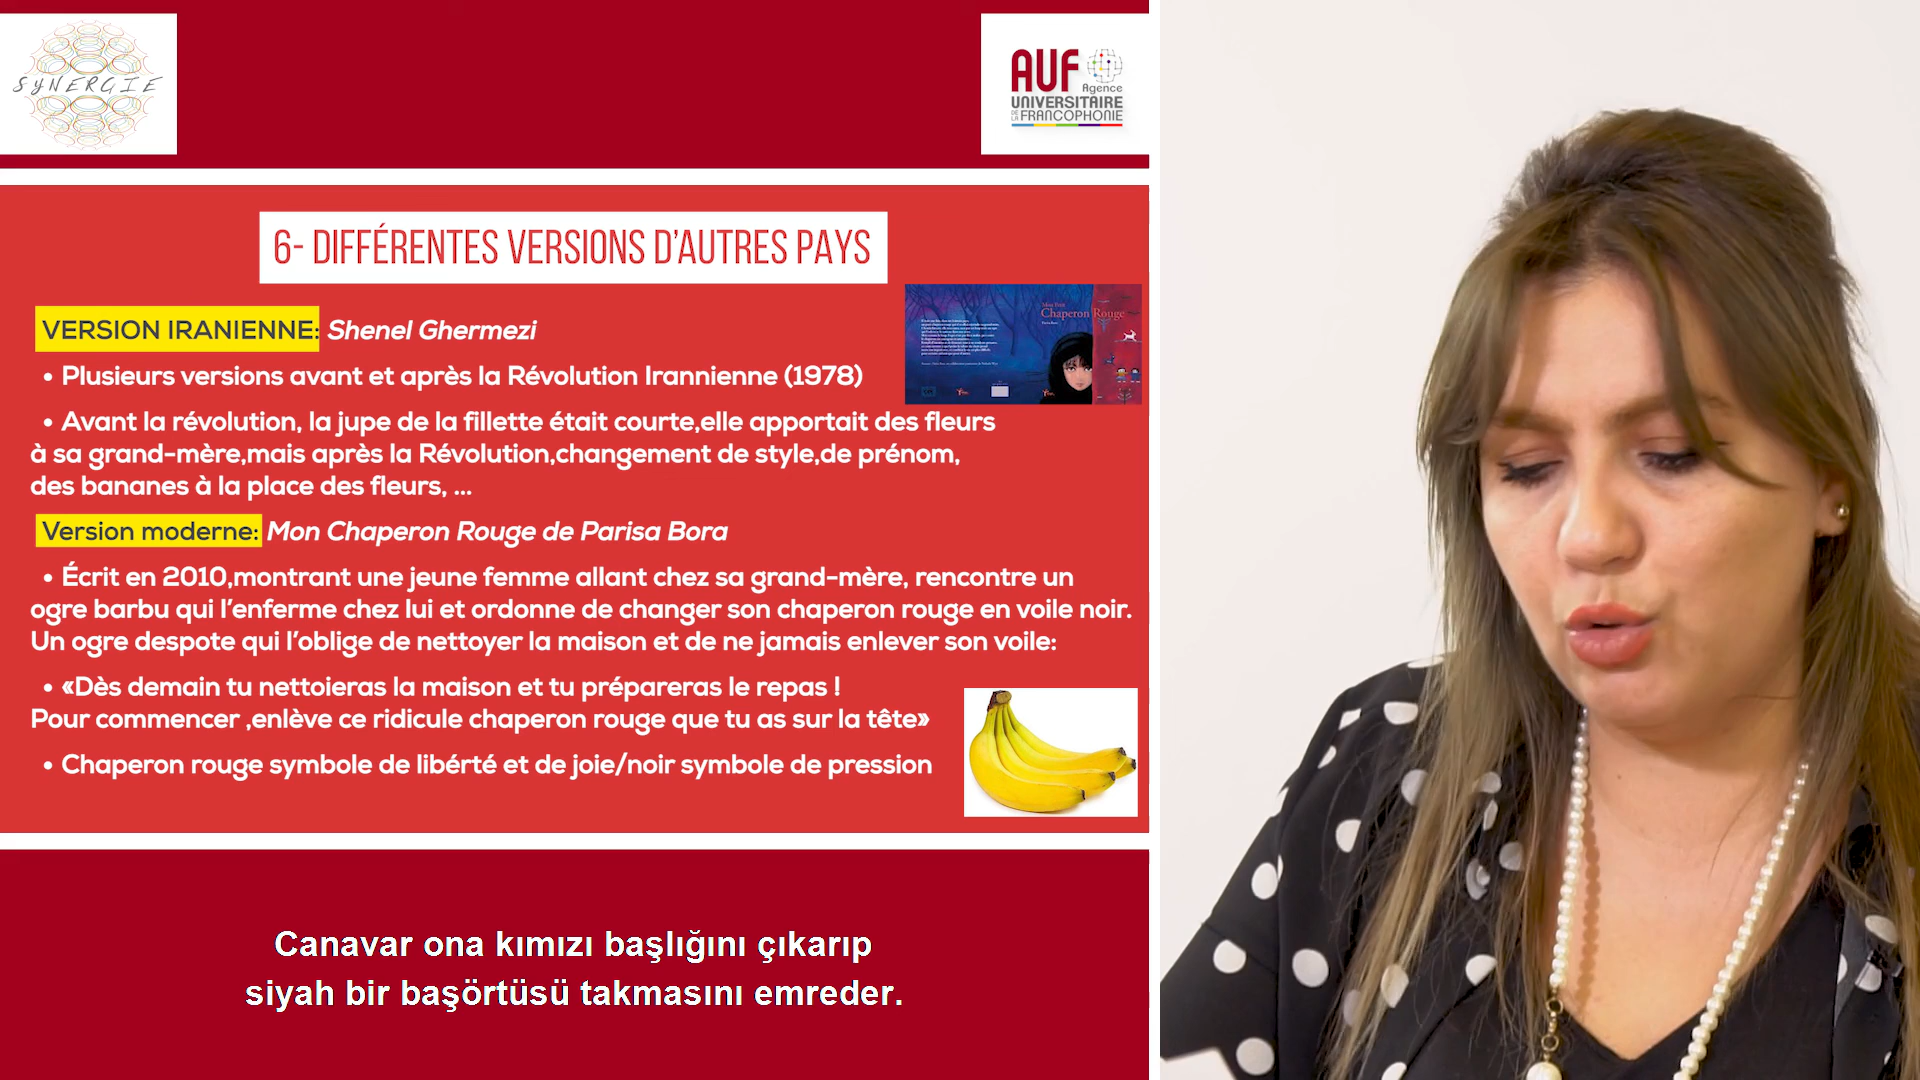 SYNERGIE
AUF
Agence
UNIVERSITAIRE
DE LA FRANCOPHONIE
6- DIFFÉRENTES VERSIONS D'AUTRES PAYS
VERSION IRANIENNE: Shenel Ghermezi
• Plusieurs versions avant et après la Révolution Irannienne (1978)
• Avant la révolution, la jupe de la fillette était courte,elle apportait des fleurs
à sa grand-mère,mais après la Révolution,changement de style,de prénom,
des bananes à la place des fleurs, ...
Mon Petit
Chaperon Rouge
Version moderne: Mon Chaperon Rouge de Parisa Bora
• Écrit en 2010,montrant une jeune femme allant chez sa grand-mère, rencontre un
ogre barbu qui l'enferme chez lui et ordonne de changer son chaperon rouge en voile noir.
Un ogre despote qui l'oblige de nettoyer la maison et de ne jamais enlever son voile:
• «Dès demain tu nettoieras la maison et tu prépareras le repas !
Pour commencer ,enlève ce ridicule chaperon rouge que tu as sur la tête»
• Chaperon rouge symbole de libérté et de joie/noir symbole de pression
Canavar ona kımızı başlığını çıkarıp
siyah bir başörtüsü takmasını emreder.